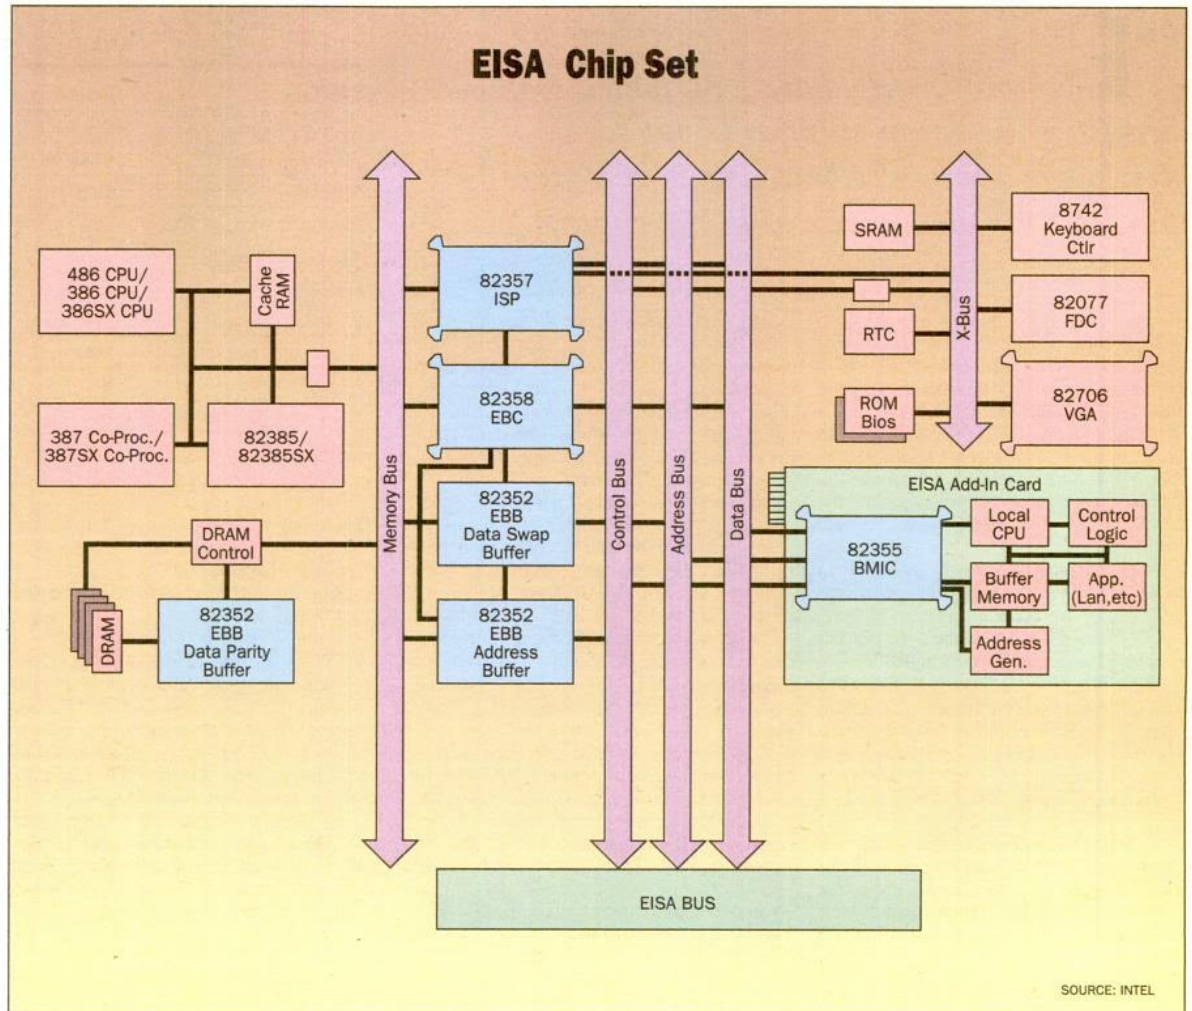 EISA Chip Set
486 CPU/
386 CPU/
386SX CPU
Cache
RAM
387 Co-Proc./
387SX Co-Proc.
82385/
82385SX
DRAM
Control
DRAM
82352
EBB
Data Parity
Buffer
Memory Bus
82357
ISP
82358
EBC
82352
EBB
Data Swap
Buffer
82352
EBB
Address
Buffer
Control Bus
Address Bus
Data Bus
SRAM
RTC
ROM
Bios
X-Bus
8742
Keyboard
Ctlr
82077
FDC
82706
VGA
EISA Add-In Card
82355
BMIC
Local
CPU
Control
Logic
Buffer
Memory
App.
(Lan,etc)
Address
Gen.
EISA BUS
SOURCE: INTEL